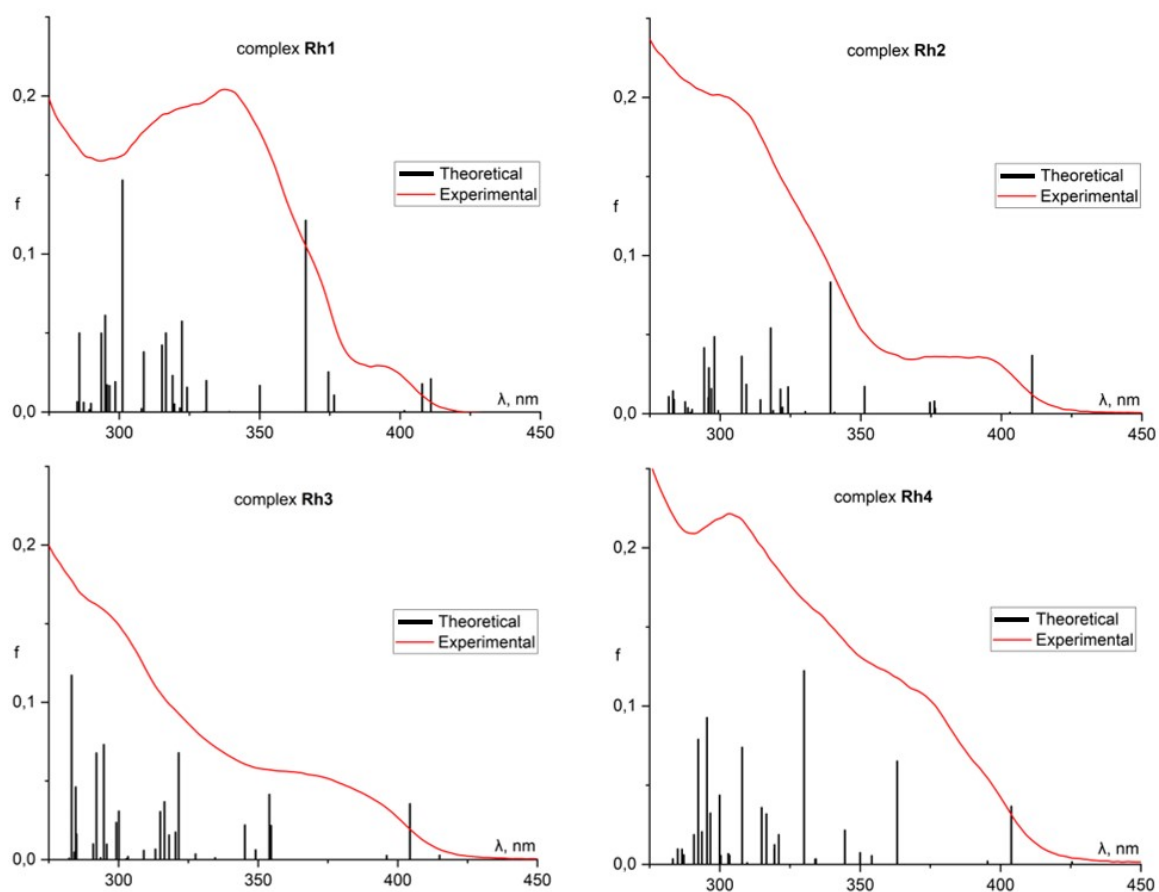 complex Rh1
0,2
Theoretical
Experimental
f
0,1
λ, nm
0,0
300
350
400
450
complex Rh2
0,2
Theoretical
Experimental
f
0,1
λ, nm
0,0
300
350
400
450
complex Rh3
0,2
Theoretical
Experimental
f
0,1
λ, nm
0,0
300
350
400
450
complex Rh4
0,2
Theoretical
Experimental
f
0,1
λ, nm
0,0
300
350
400
450